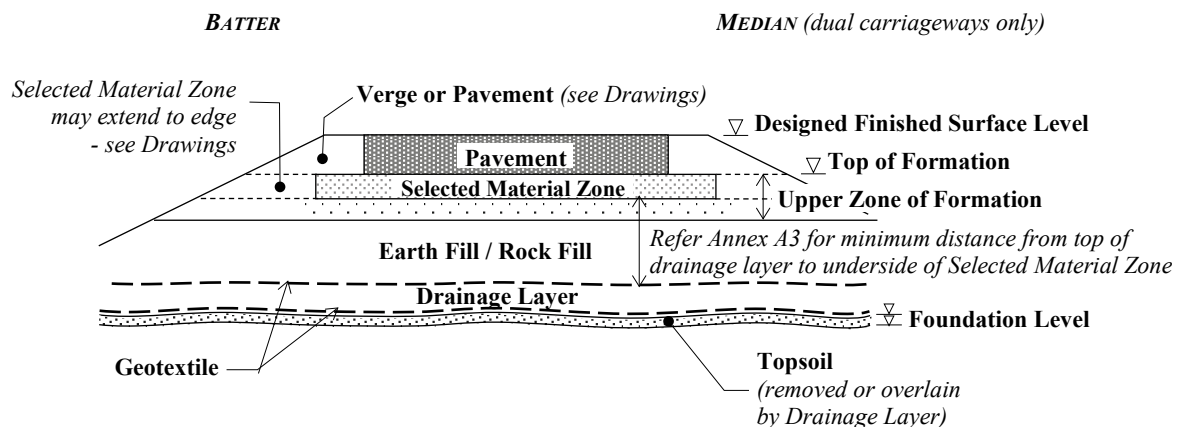 BATTER
MEDIAN (dual carriageways only)
Selected Material Zone
may extend to edge
- see Drawings
Verge or Pavement (see Drawings)
Designed Finished Surface Level
Pavement
Top of Formation
Selected Material Zone
Upper Zone of Formation
Earth Fill / Rock Fill
Refer Annex A3 for minimum distance from top of
drainage layer to underside of Selected Material Zone
Drainage Layer
Foundation Level
Geotextile
Topsoil
(removed or overlain
by Drainage Layer)